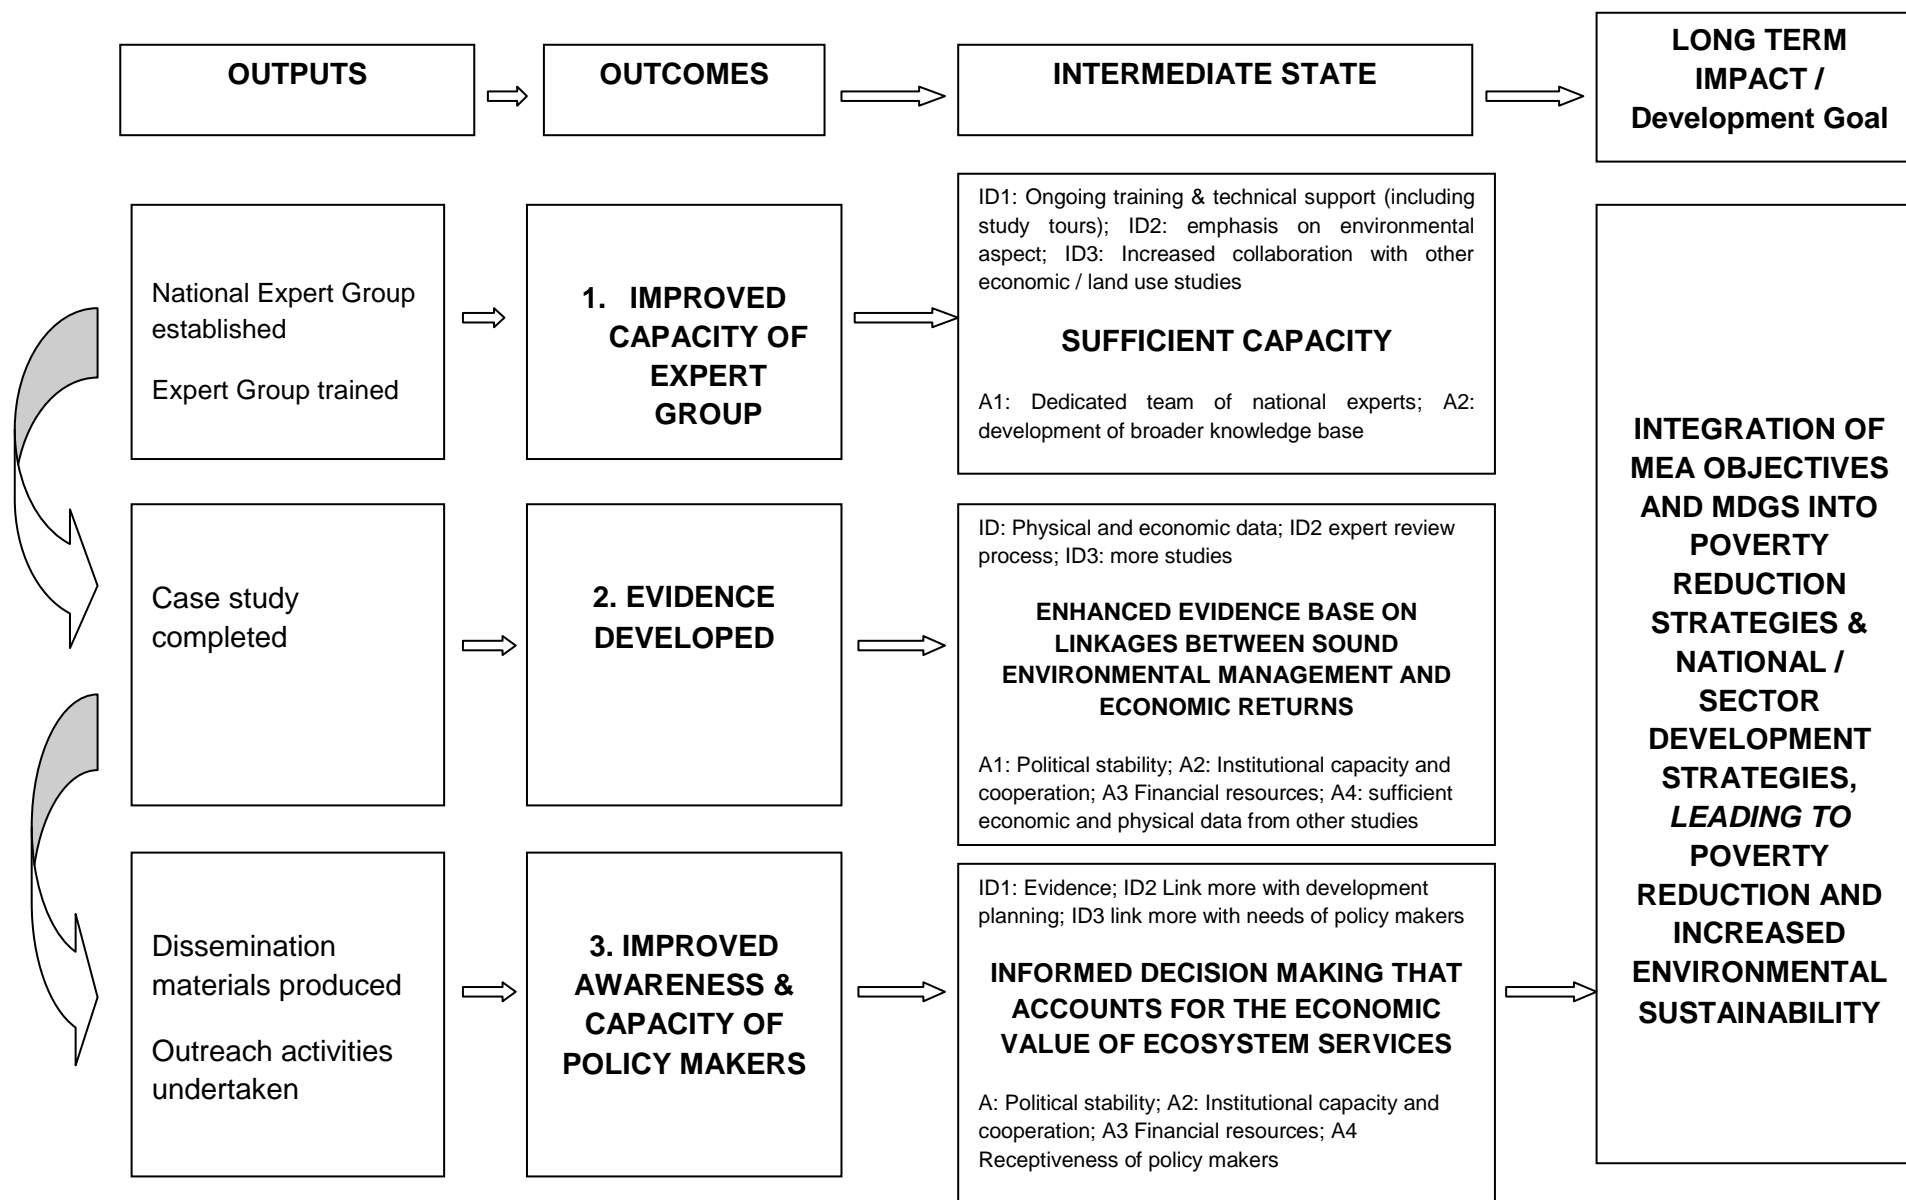 OUTPUTS
OUTCOMES
INTERMEDIATE STATE
LONG TERM
IMPACT /
Development Goal
National Expert Group
established
Expert Group trained
1. IMPROVED
CAPACITY OF
EXPERT
GROUP
ID1: Ongoing training & technical support (including
study tours); ID2: emphasis on environmental
aspect; ID3: Increased collaboration with other
economic / land use studies
SUFFICIENT CAPACITY
A1: Dedicated team of national experts; A2:
development of broader knowledge base
Case study
completed
2. EVIDENCE
DEVELOPED
ID: Physical and economic data; ID2 expert review
process; ID3: more studies
ENHANCED EVIDENCE BASE ON
LINKAGES BETWEEN SOUND
ENVIRONMENTAL MANAGEMENT AND
ECONOMIC RETURNS
A1: Political stability; A2: Institutional capacity and
cooperation; A3 Financial resources; A4: sufficient
economic and physical data from other studies
Dissemination
materials produced
Outreach activities
undertaken
3. IMPROVED
AWARENESS &
CAPACITY OF
POLICY MAKERS
ID1: Evidence; ID2 Link more with development
planning; ID3 link more with needs of policy makers
INFORMED DECISION MAKING THAT
ACCOUNTS FOR THE ECONOMIC
VALUE OF ECOSYSTEM SERVICES
A: Political stability; A2: Institutional capacity and
cooperation; A3 Financial resources; A4
Receptiveness of policy makers
INTEGRATION OF
MEA OBJECTIVES
AND MDGS INTO
POVERTY
REDUCTION
STRATEGIES &
NATIONAL /
SECTOR
DEVELOPMENT
STRATEGIES,
LEADING TO
POVERTY
REDUCTION AND
INCREASED
ENVIRONMENTAL
SUSTAINABILITY